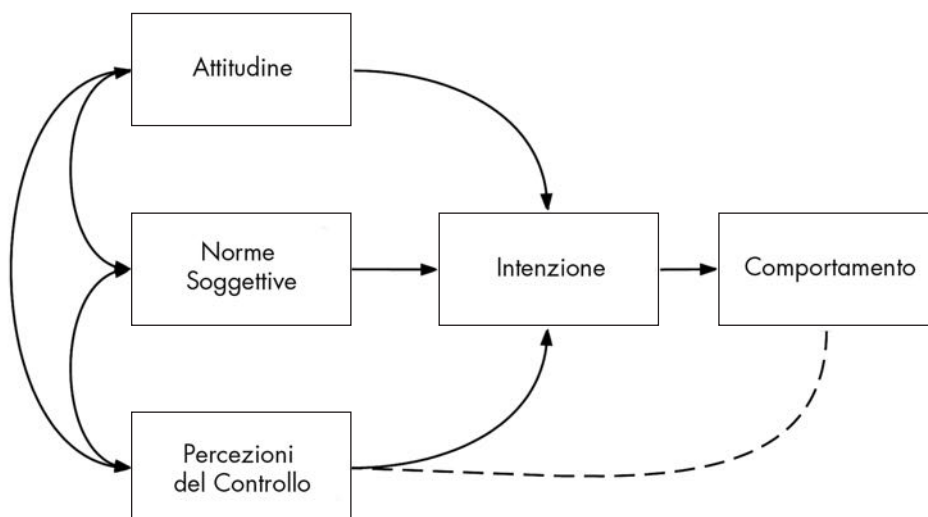 Attitudine
Norme
Soggettive
Intenzione
Comportamento
Percezioni
del Controllo